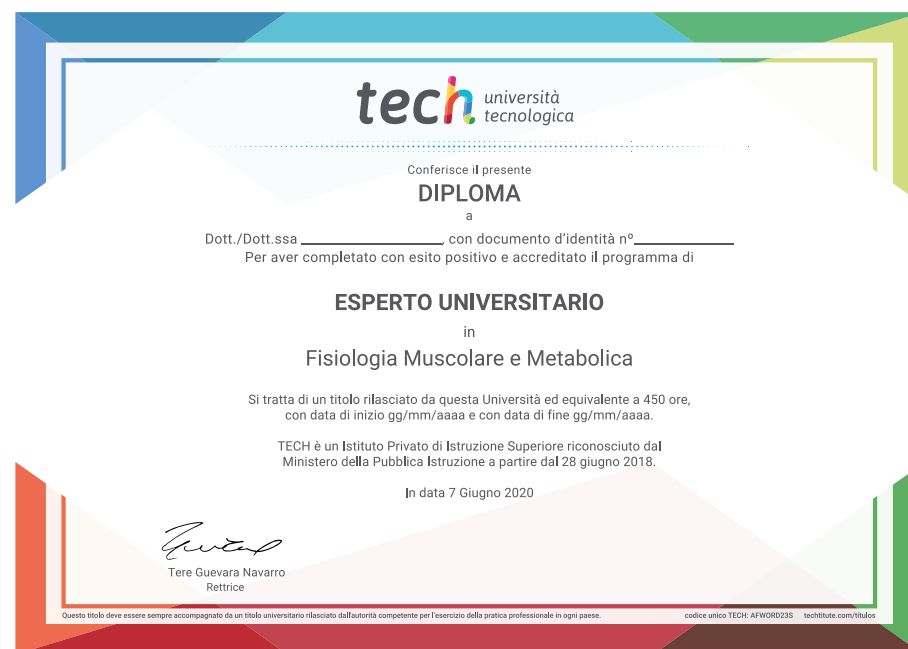 tech università
tecnologica
Conferisce il presente
DIPLOMA
a
Dott./Dott.ssa ____________________, con documento d'identità nº______________
Per aver completato con esito positivo e accreditato il programma di
ESPERTO UNIVERSITARIO
in
Fisiologia Muscolare e Metabolica
Si tratta di un titolo rilasciato da questa Università ed equivalente a 450 ore,
con data di inizio gg/mm/aaaa e con data di fine gg/mm/aaaa.
TECH è un Istituto Privato di Istruzione Superiore riconosciuto dal
Ministero della Pubblica Istruzione a partire dal 28 giugno 2018.
In data 7 Giugno 2020
Tere Guevara Navarro
Rettrice
Questo titolo deve essere sempre accompagnato da un titolo universitario rilasciato dall'autorità competente per l'esercizio della pratica professionale in ogni paese. codice unico TECH: AFWORD23S techtitute.com/titulos